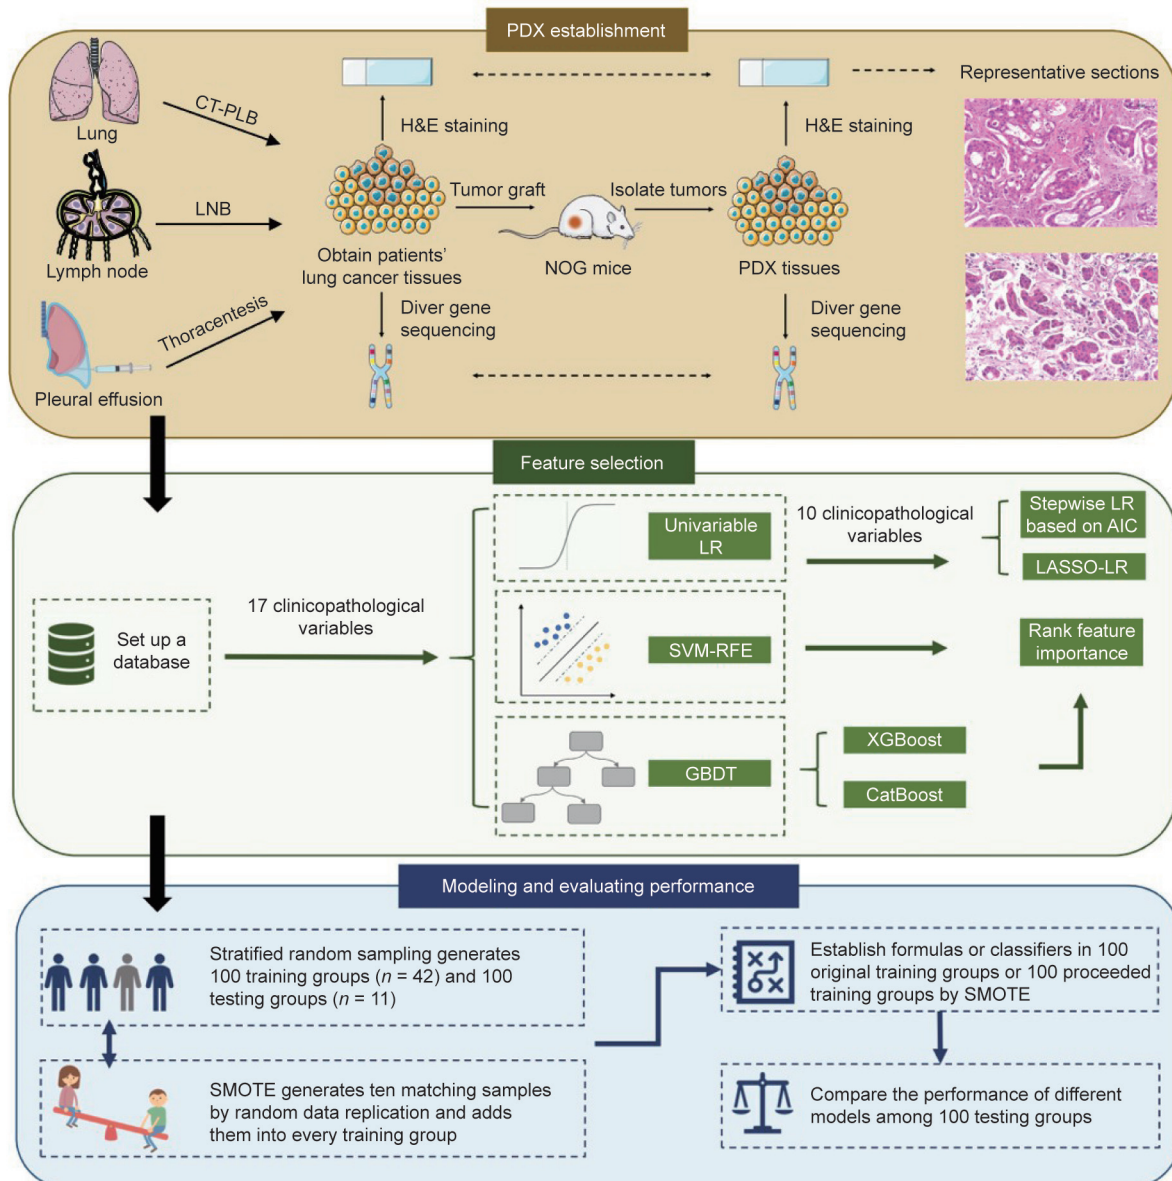 PDX establishment
Lung
CT-PLB
Lymph node
LNB
Pleural effusion
Thoracentesis
H&E staining
Obtain patients'
lung cancer tissues
Diver gene
sequencing
Tumor graft
NOG mice
Isolate tumors
H&E staining
PDX tissues
Diver gene
sequencing
Representative sections
Feature selection
Set up a
database
17 clinicopathological
variables
Univariable
LR
SVM-RFE
GBDT
10 clinicopathological
variables
Stepwise LR
based on AIC
LASSO-LR
Rank feature
importance
XGBoost
CatBoost
Modeling and evaluating performance
Stratified random sampling generates
100 training groups (n = 42) and 100
testing groups (n = 11)
SMOTE generates ten matching samples
by random data replication and adds
them into every training group
Establish formulas or classifiers in 100
original training groups or 100 proceeded
training groups by SMOTE
Compare the performance of different
models among 100 testing groups